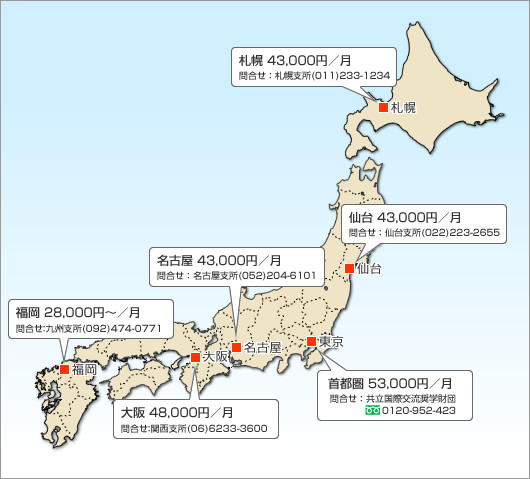 札幌 43,000円／月
問合せ：札幌支所(011)233-1234
札幌
仙台 43,000円／月
問合せ：仙台支所(022)223-2655
仙台
名古屋 43,000円／月
問合せ：名古屋支所(052)204-6101
名古屋
福岡 28,000円～／月
問合せ:九州支所(092)474-0771
福岡
大阪
東京
首都圏 53,000円／月
問合せ：共立国際交流奨学財団
0120-952-423
大阪 48,000円／月
問合せ:関西支所(06)6233-3600